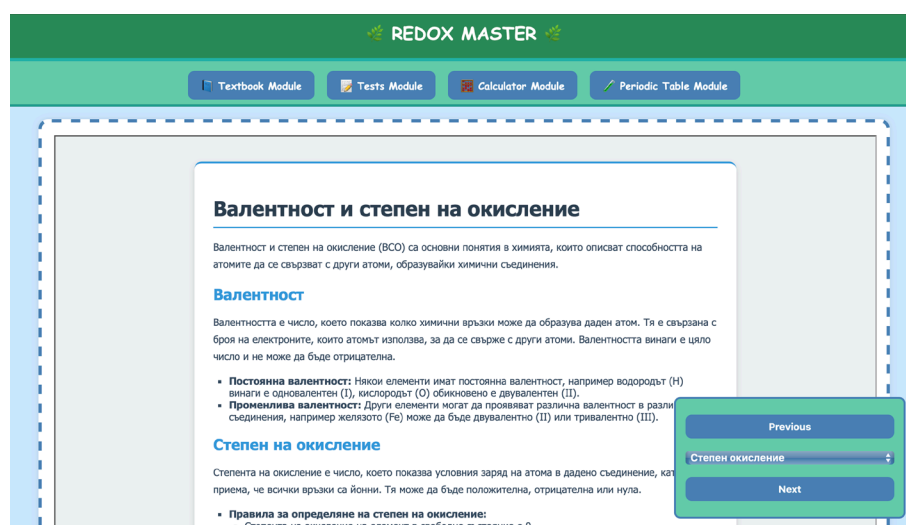 REDOX MASTER
Textbook Module
Tests Module
Calculator Module
Periodic Table Module
Валентност и степен на окисление
Валентност и степен на окисление (ВСО) са основни понятия в химията, които описват способността на
атомите да се свързват с други атоми, образувайки химични съединения.
Валентност
Валентността е число, което показва колко химични връзки може да образува даден атом. Тя е свързана с
броя на електроните, които атомът използва, за да се свърже с други атоми. Валентността винаги е цяло
число и не може да бъде отрицателна.
Постоянна валентност: Някои елементи имат постоянна валентност, например водородът (H)
винаги е одновалентен (I), кислородът (O) обикновено е двувалентен (II).
Променлива валентност: Други елементи могат да проявяват различна валентност в разли
съединения, например желязото (Fe) може да бъде двувалентно (II) или тривалентно (III).
Степен на окисление
Степента на окисление е число, което показва условния заряд на атома в дадено съединение, кат
приема, че всички връзки са йонни. Тя може да бъде положителна, отрицателна или нула.
Правила за определяне на степен на окисление:
Previous
Степен окисление
Next